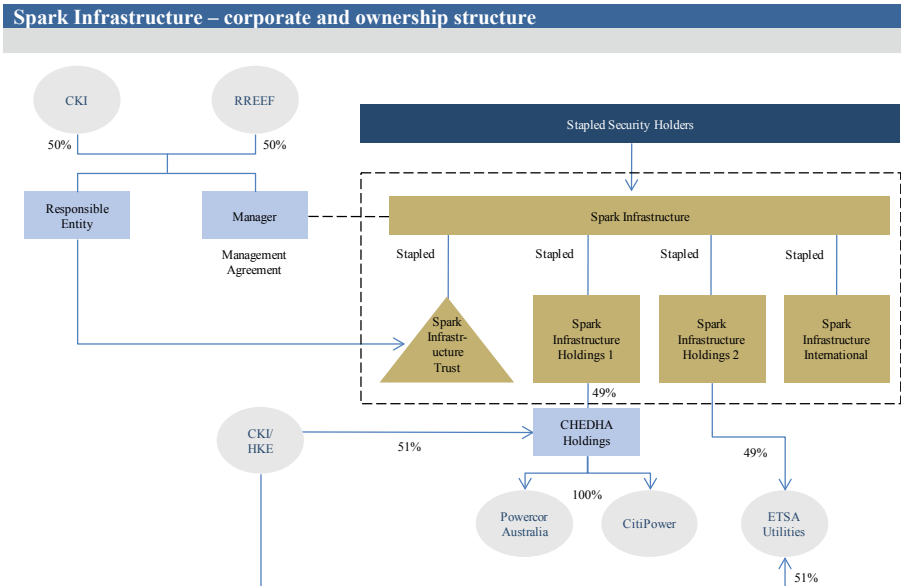 Spark Infrastructure – corporate and ownership structure
CKI
RREEF
50%
50%
Stapled Security Holders
Responsible
Entity
Manager
Management
Agreement
Spark Infrastructure
Stapled
Stapled
Stapled
Stapled
Spark
Infrastr-
ucture
Trust
Spark
Infrastructure
Holdings 1
Spark
Infrastructure
Holdings 2
Spark
Infrastructure
International
49%
CKI/
HKE
51%
CHEDHA
Holdings
49%
100%
Powercor
Australia
CitiPower
ETSA
Utilities
51%